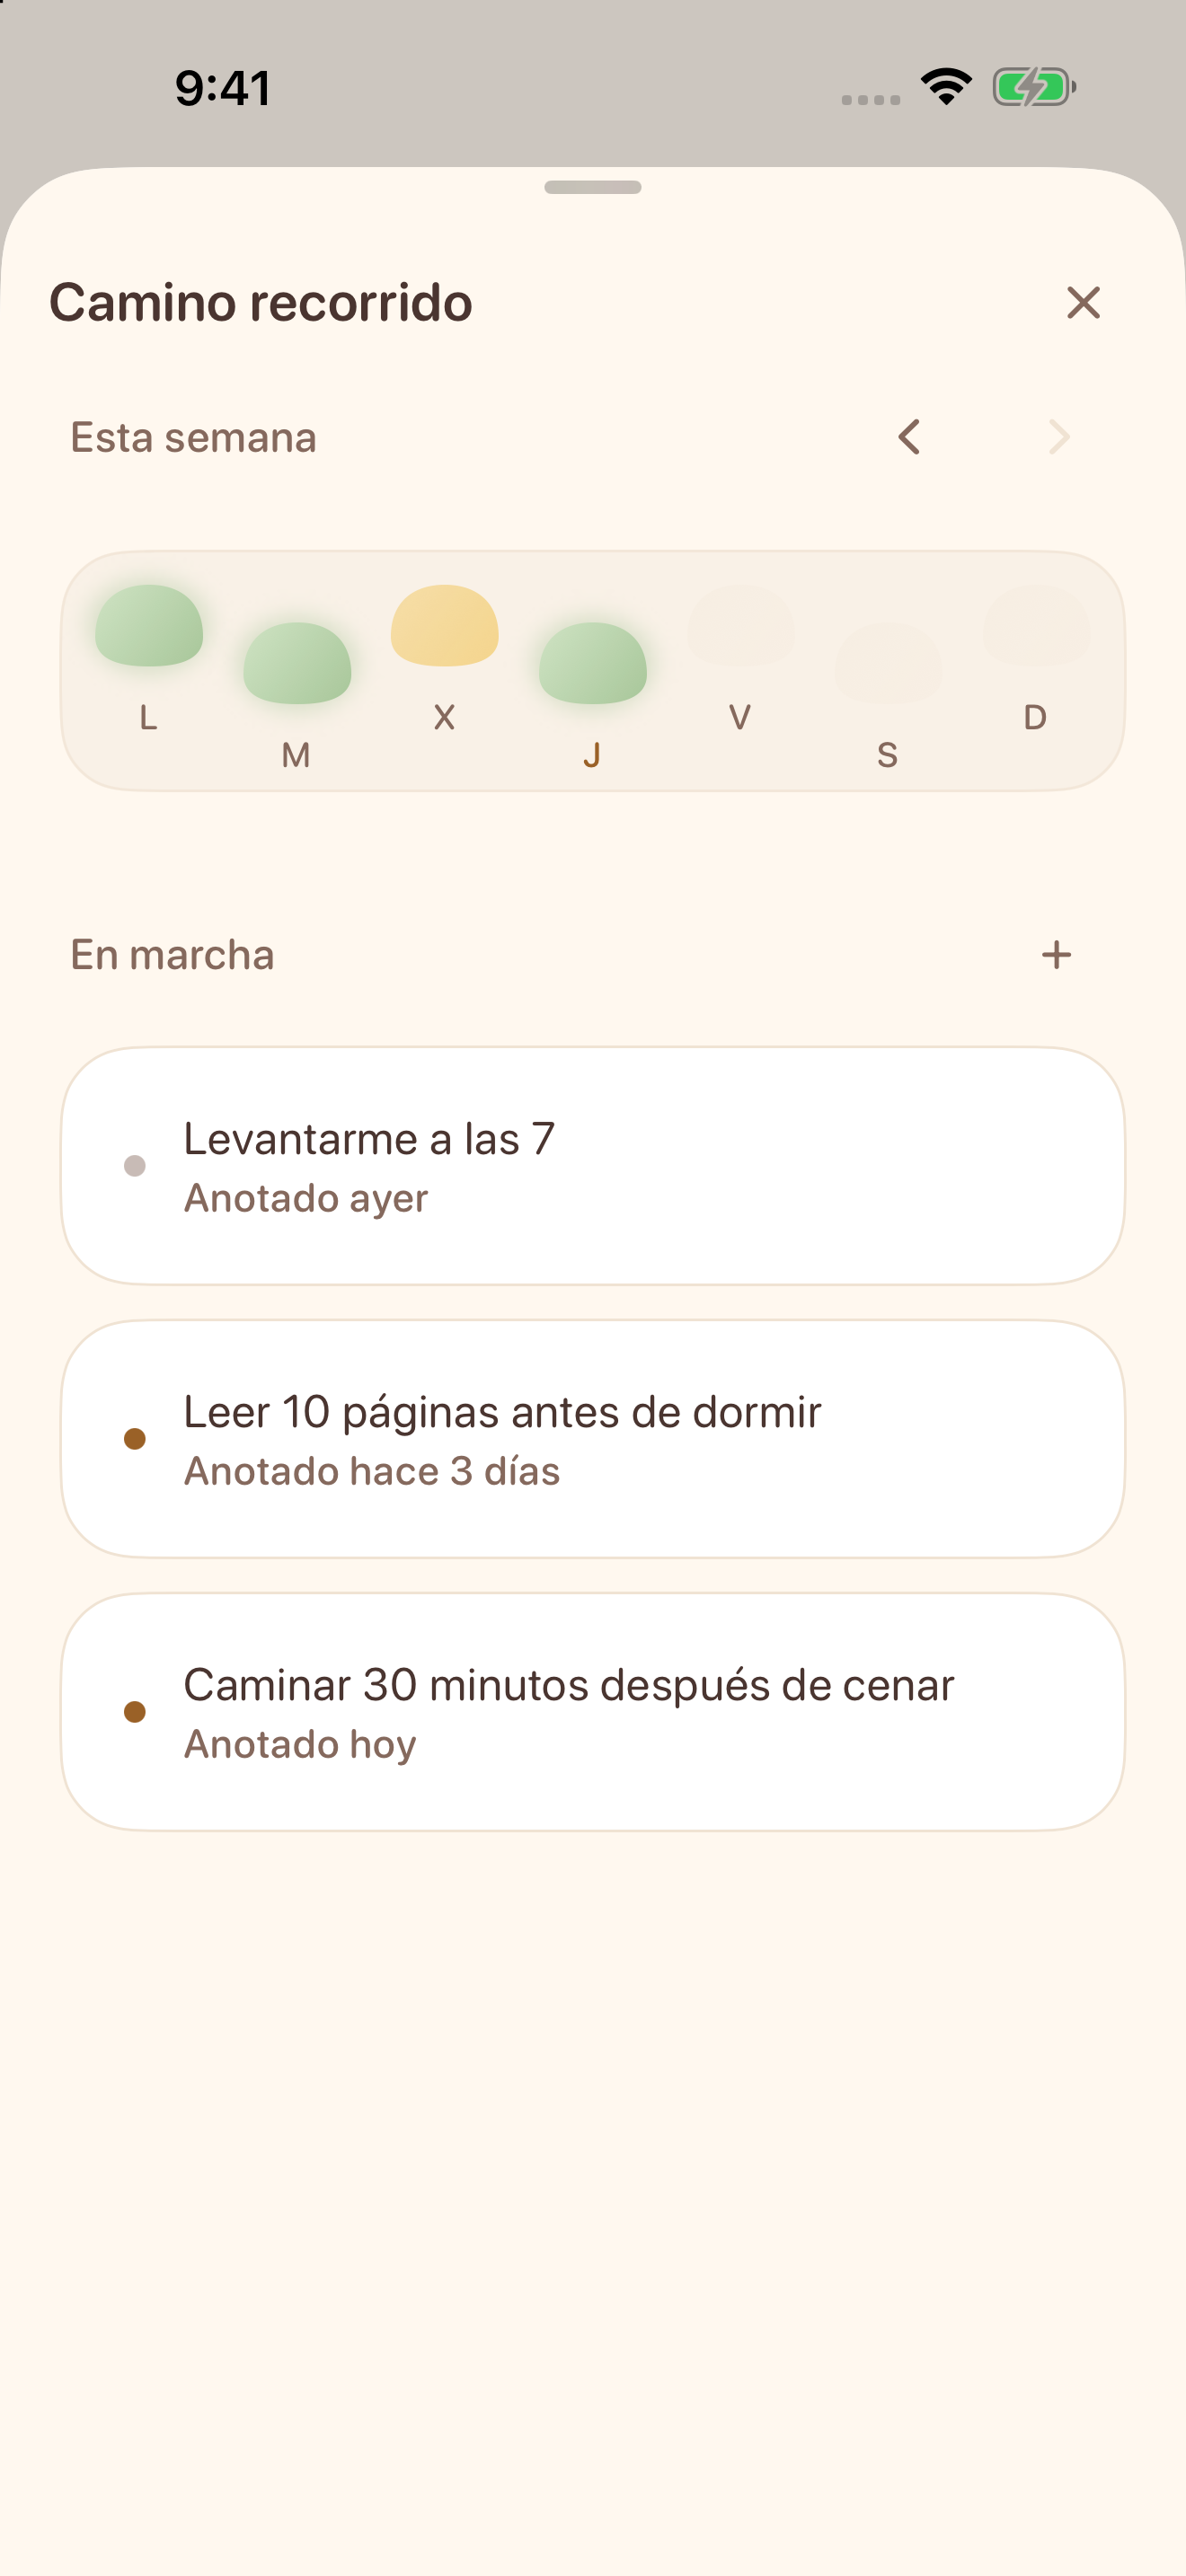 9:41
Camino recorrido
Esta semana
L
M
X
J
V
S
D
En marcha
Levantarme a las 7
Anotado ayer
Leer 10 páginas antes de dormir
Anotado hace 3 días
Caminar 30 minutos después de cenar
Anotado hoy